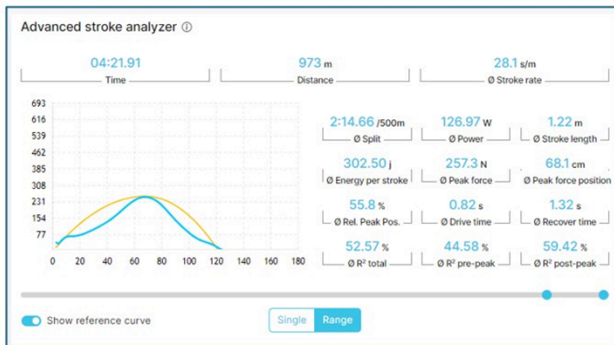 Advanced stroke analyzer ⓘ
04:21.91 973 m 28.1 s/m
Time Distance Ø Stroke rate
693
616
539
462
385
308
231
154
77
0 20 40 60 80 100 120 140 160 180
2:14.66 /500m 126.97 W 1.22 m
Ø Split Ø Power Ø Stroke length
302.50 j 257.3 N 68.1 cm
Ø Energy per stroke Ø Peak force Ø Peak force position
55.8 % 0.82 s 1.32 s
Ø Rel. Peak Pos. Ø Drive time Ø Recover time
52.57 % 44.58 % 59.42 %
Ø R² total Ø R² pre-peak Ø R² post-peak
Show reference curve Single Range